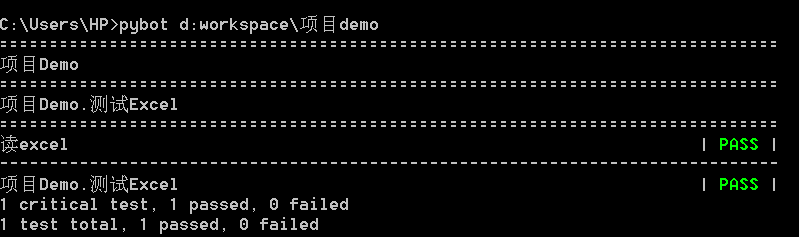 C:\Users\HP>pybot d:workspace\项目demo
==============================================================================
项目Demo
==============================================================================
项目Demo.测试Excel
==============================================================================
读excel | PASS |
------------------------------------------------------------------------------
项目Demo.测试Excel | PASS |
1 critical test, 1 passed, 0 failed
1 test total, 1 passed, 0 failed